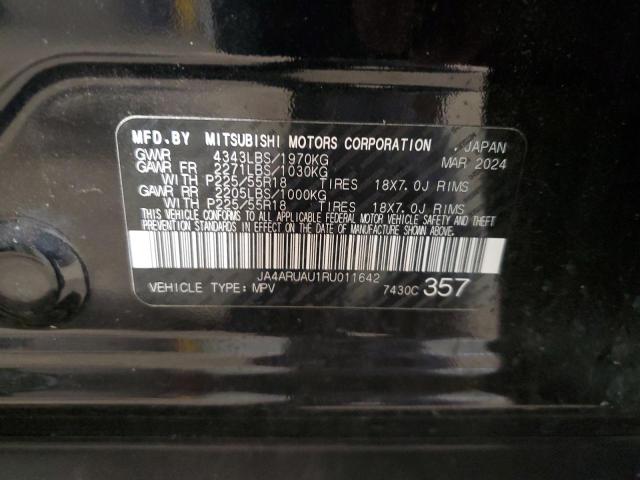 MFD.BY MITSUBISHI MOTORS CORPORATION , JAPAN
GVWR 4343LBS/1970KG MAR 2024
GAWR FR 2271LBS/1030KG
WITH P225/55R18 TIRES 18X7.0J RIMS
GAWR RR 2205LBS/1000KG
WITH P225/55R18 TIRES 18X7.0J RIMS
THIS VEHICLE CONFORMS TO ALL APPLICABLE FEDERAL MOTOR VEHICLE SAFETY AND THEFT
PREVENTION STANDARDS IN EFFECT ON THE DATE OF MANUFACTURE SHOWN ABOVE.
JA4ARUAU1RU011642
VEHICLE TYPE: MPV 7430C 357